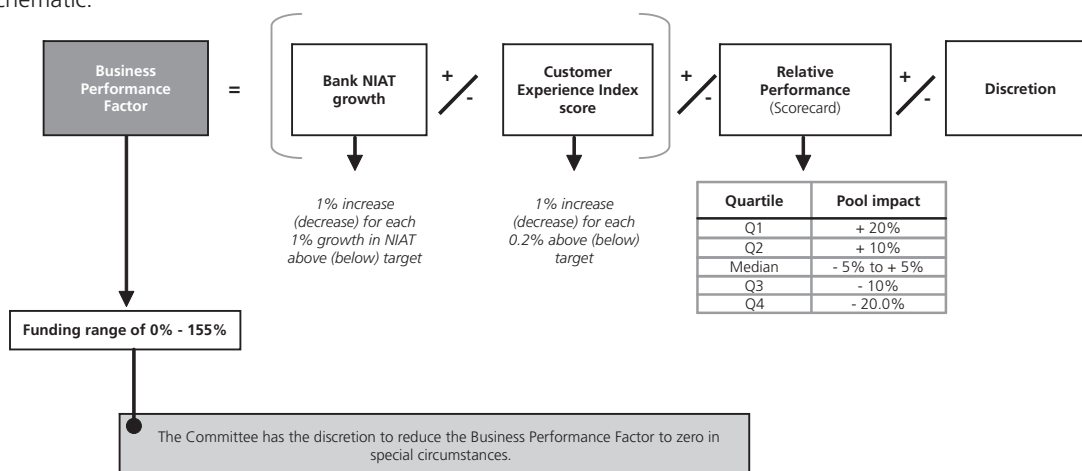 chematic.
Business
Performance
Factor
=
Bank NIAT
growth
+
-
Customer
Experience Index
score
+
-
Relative
Performance
(Scorecard)
+
-
Discretion
1% increase
(decrease) for each
1% growth in NIAT
above (below) target
1% increase
(decrease) for each
0.2% above (below)
target
Quartile Pool impact
Q1 + 20%
Q2 + 10%
Median - 5% to + 5%
Q3 - 10%
Q4 - 20.0%
Funding range of 0% - 155%
The Committee has the discretion to reduce the Business Performance Factor to zero in
special circumstances.